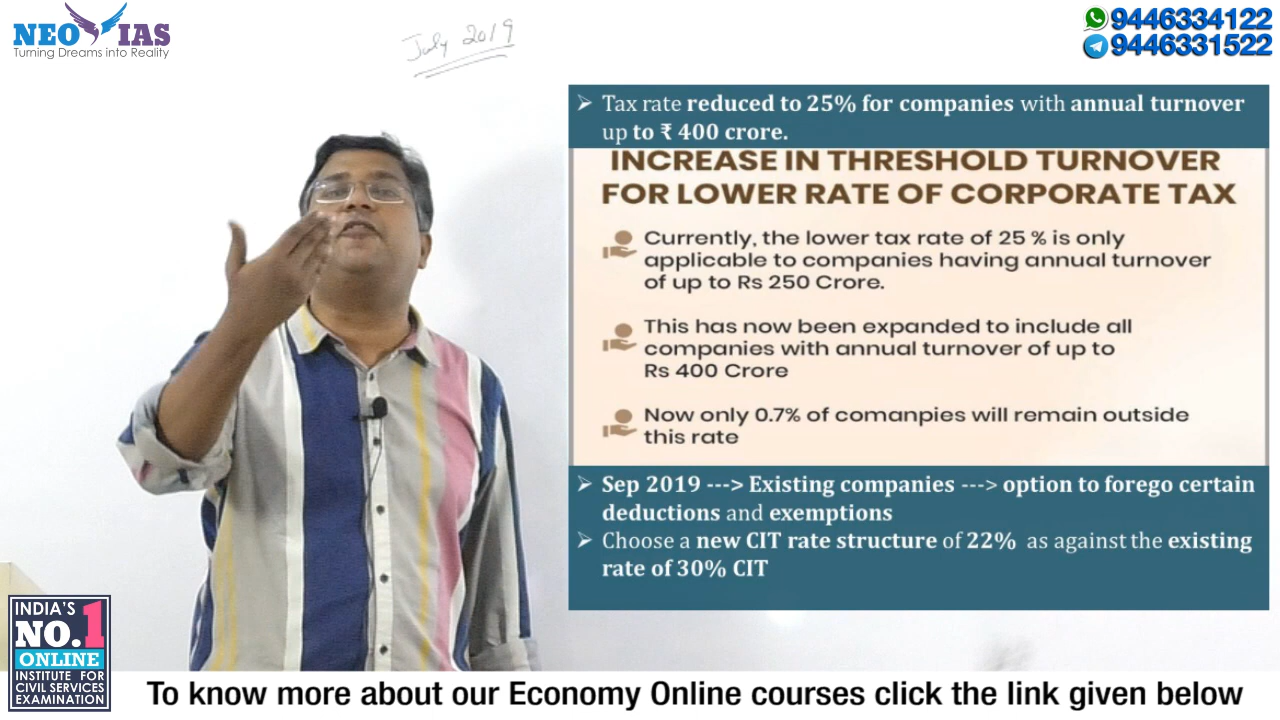 NEO IAS
Turning Dreams into Reality
July 2019
9446334122
9446331522
➢ Tax rate reduced to 25% for companies with annual turnover
up to ₹ 400 crore.
INCREASE IN THRESHOLD TURNOVER
FOR LOWER RATE OF CORPORATE TAX
Currently, the lower tax rate of 25 % is only
applicable to companies having annual turnover
of up to Rs 250 Crore.
This has now been expanded to include all
companies with annual turnover of up to
Rs 400 Crore
Now only 0.7% of comanpies will remain outside
this rate
➢ Sep 2019 ---> Existing companies ---> option to forego certain
deductions and exemptions
➢ Choose a new CIT rate structure of 22% as against the existing
rate of 30% CIT
INDIA'S
NO.1
ONLINE
INSTITUTE FOR
CIVIL SERVICES
EXAMINATION
To know more about our Economy Online courses click the link given below